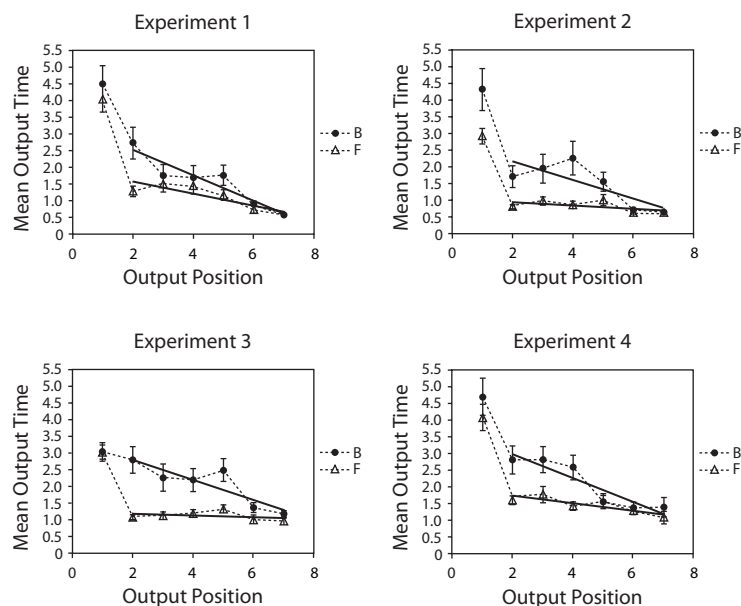 Experiment 1
Mean Output Time
5.5
5.0
4.5
4.0
3.5
3.0
2.5
2.0
1.5
1.0
0.5
0
0 2 4 6 8
Output Position
B
F
Experiment 2
Mean Output Time
5.5
5.0
4.5
4.0
3.5
3.0
2.5
2.0
1.5
1.0
0.5
0
0 2 4 6 8
Output Position
B
F
Experiment 3
Mean Output Time
5.5
5.0
4.5
4.0
3.5
3.0
2.5
2.0
1.5
1.0
0.5
0
0 2 4 6 8
Output Position
B
F
Experiment 4
Mean Output Time
5.5
5.0
4.5
4.0
3.5
3.0
2.5
2.0
1.5
1.0
0.5
0
0 2 4 6 8
Output Position
B
F